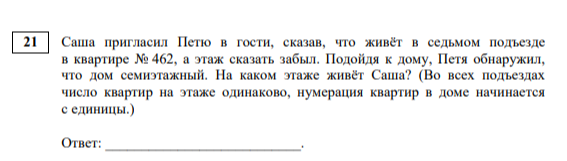 21
Саша пригласил Петю в гости, сказав, что живёт в седьмом подъезде
в квартире № 462, а этаж сказать забыл. Подойдя к дому, Петя обнаружил,
что дом семиэтажный. На каком этаже живёт Саша? (Во всех подъездах
число квартир на этаже одинаково, нумерация квартир в доме начинается
с единицы.)
Ответ: ____________________________.